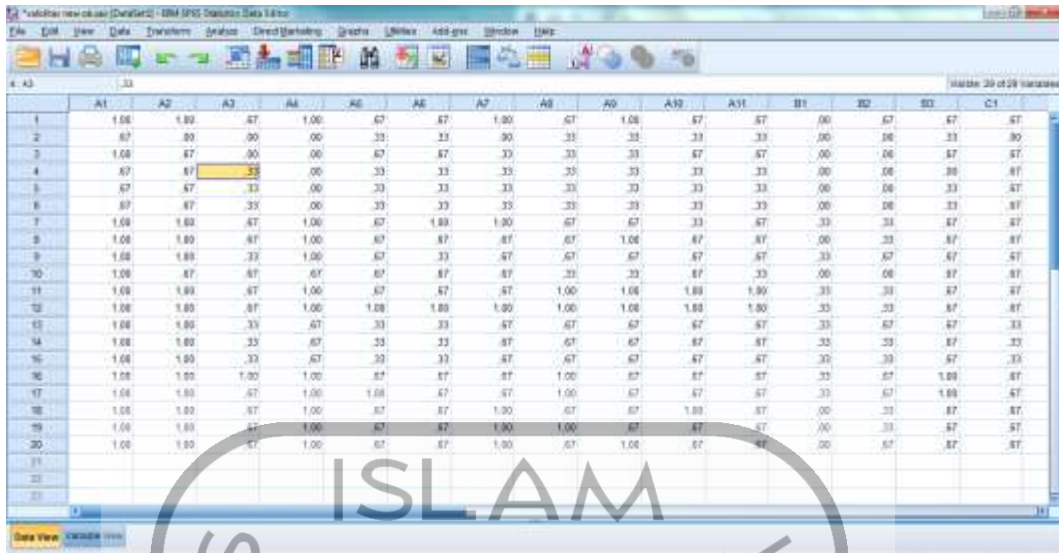 *validitas new ok.sav [DataSet2] - IBM SPSS Statistics Data Editor
File Edit View Data Transform Analyze Direct Marketing Graphs Utilities Add-ons Window Help
4 : A3 .33 Visible: 29 of 29 Variables
A1 A2 A3 A4 A5 A6 A7 A8 A9 A10 A11 B1 B2 B3 C1
1 1.00 1.00 .67 1.00 .67 .67 1.00 .67 1.00 .67 .67 .00 .67 .67 .67
2 .67 .00 .00 .00 .33 .33 .00 .33 .33 .33 .33 .00 .00 .33 .00
3 1.00 .67 .00 .00 .67 .67 .33 .33 .33 .67 .67 .00 .00 .67 .67
4 .67 .67 .33 .00 .33 .33 .33 .33 .33 .33 .33 .00 .00 .00 .67
5 .67 .67 .33 .00 .33 .33 .33 .33 .33 .33 .33 .00 .00 .33 .67
6 .67 .67 .33 .00 .33 .33 .33 .33 .33 .33 .33 .00 .00 .33 .67
7 1.00 1.00 .67 1.00 .67 1.00 1.00 .67 .67 .33 .67 .33 .33 .67 .67
8 1.00 1.00 .67 1.00 .67 .67 .67 .67 1.00 .67 .67 .00 .33 .67 .67
9 1.00 1.00 .33 1.00 .67 .33 .67 .67 .67 .67 .67 .33 .67 .67 .67
10 1.00 .67 .67 .67 .67 .67 .67 .33 .33 .67 .33 .00 .00 .67 .67
11 1.00 1.00 .67 1.00 .67 .67 .67 1.00 1.00 1.00 1.00 .33 .33 .67 .67
12 1.00 1.00 .67 1.00 1.00 1.00 1.00 1.00 1.00 1.00 1.00 .33 .33 .67 .67
13 1.00 1.00 .33 .67 .33 .33 .67 .67 .67 .67 .67 .33 .67 .67 .33
14 1.00 1.00 .33 .67 .33 .33 .67 .67 .67 .67 .67 .33 .33 .67 .33
15 1.00 1.00 .33 .67 .33 .33 .67 .67 .67 .67 .67 .33 .33 .67 .33
16 1.00 1.00 1.00 1.00 .67 .67 .67 1.00 .67 .67 .67 .33 .67 1.00 .67
17 1.00 1.00 .67 1.00 1.00 .67 .67 1.00 .67 .67 .67 .33 .67 1.00 .67
18 1.00 1.00 .67 1.00 .67 .67 1.00 .67 .67 1.00 .67 .00 .33 .67 .67
19 1.00 1.00 .67 1.00 .67 .67 1.00 1.00 .67 .67 .67 .00 .33 .67 .67
20 1.00 1.00 .67 1.00 .67 .67 1.00 .67 1.00 .67 .67 .00 .67 .67 .67
21
22
23
ISLAM
Data View Variable View